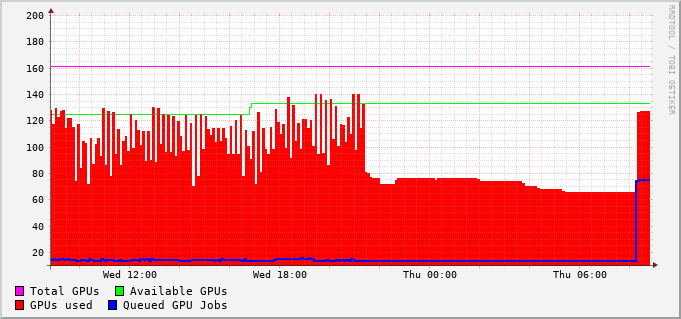 200
180
160
140
120
100
80
60
40
20
Wed 12:00 Wed 18:00 Thu 00:00 Thu 06:00
Total GPUs Available GPUs
GPUs used Queued GPU Jobs
RRDTOOL / TOBI OETIKER